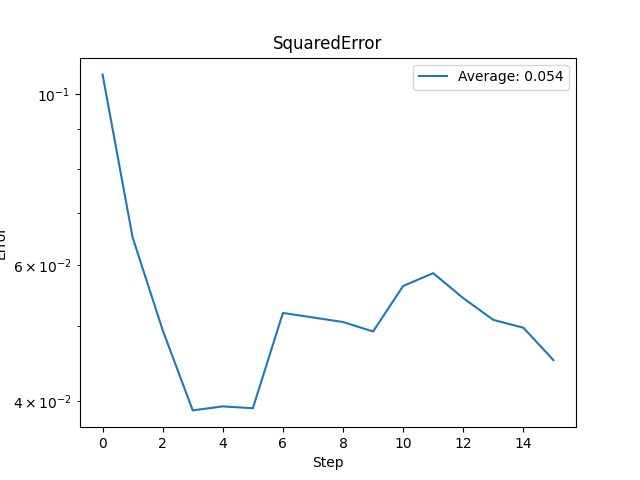 SquaredError
Average: 0.054
10⁻¹
6 × 10⁻²
4 × 10⁻²
Error
0 2 4 6 8 10 12 14
Step